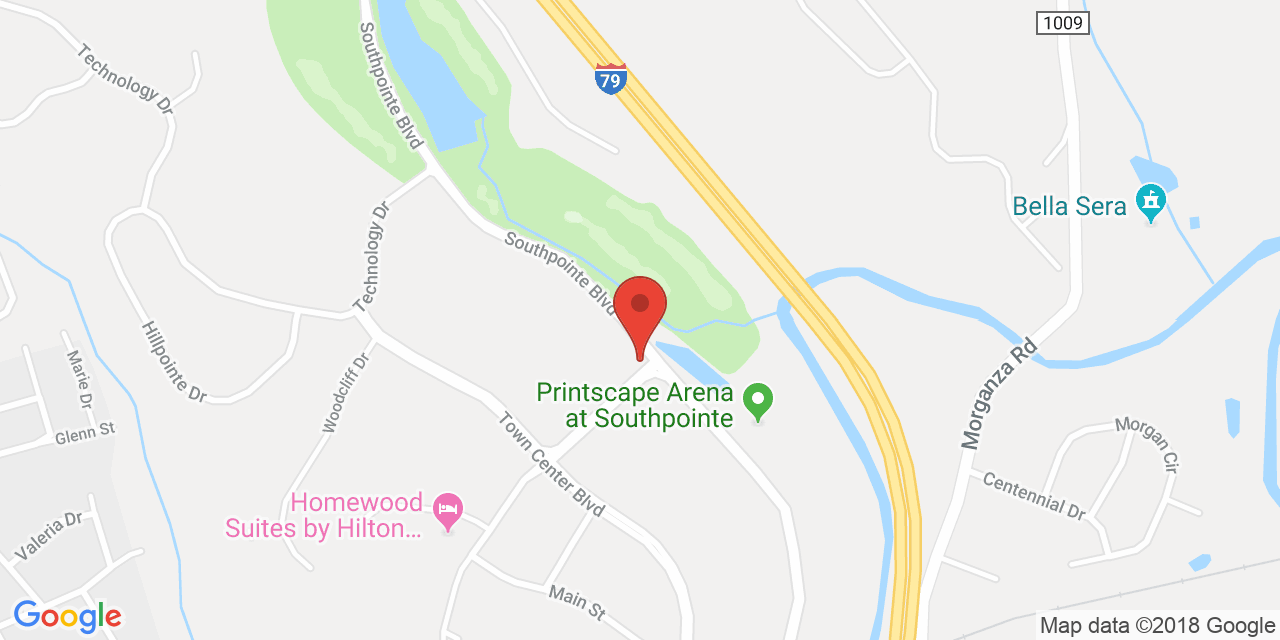 Technology Dr
Southpointe Blvd
79
1009
Bella Sera
Technology Dr
Southpointe Blvd
Hillpointe Dr
Woodcliff Dr
Marie Dr
Glenn St
Printscape Arena
at Southpointe
Morganza Rd
Morgan Cir
Centennial Dr
Town Center Blvd
Homewood
Suites by Hilton...
Valeria Dr
Main St
Google
Map data ©2018 Google